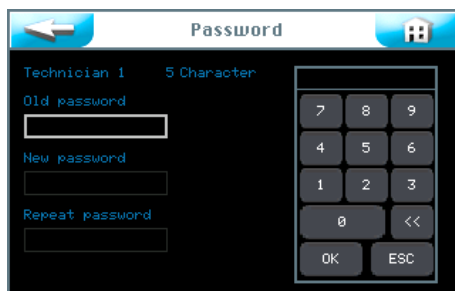 Password
Technician 1 5 Character
Old password
New password
Repeat password
7 8 9
4 5 6
1 2 3
0 <<
OK ESC